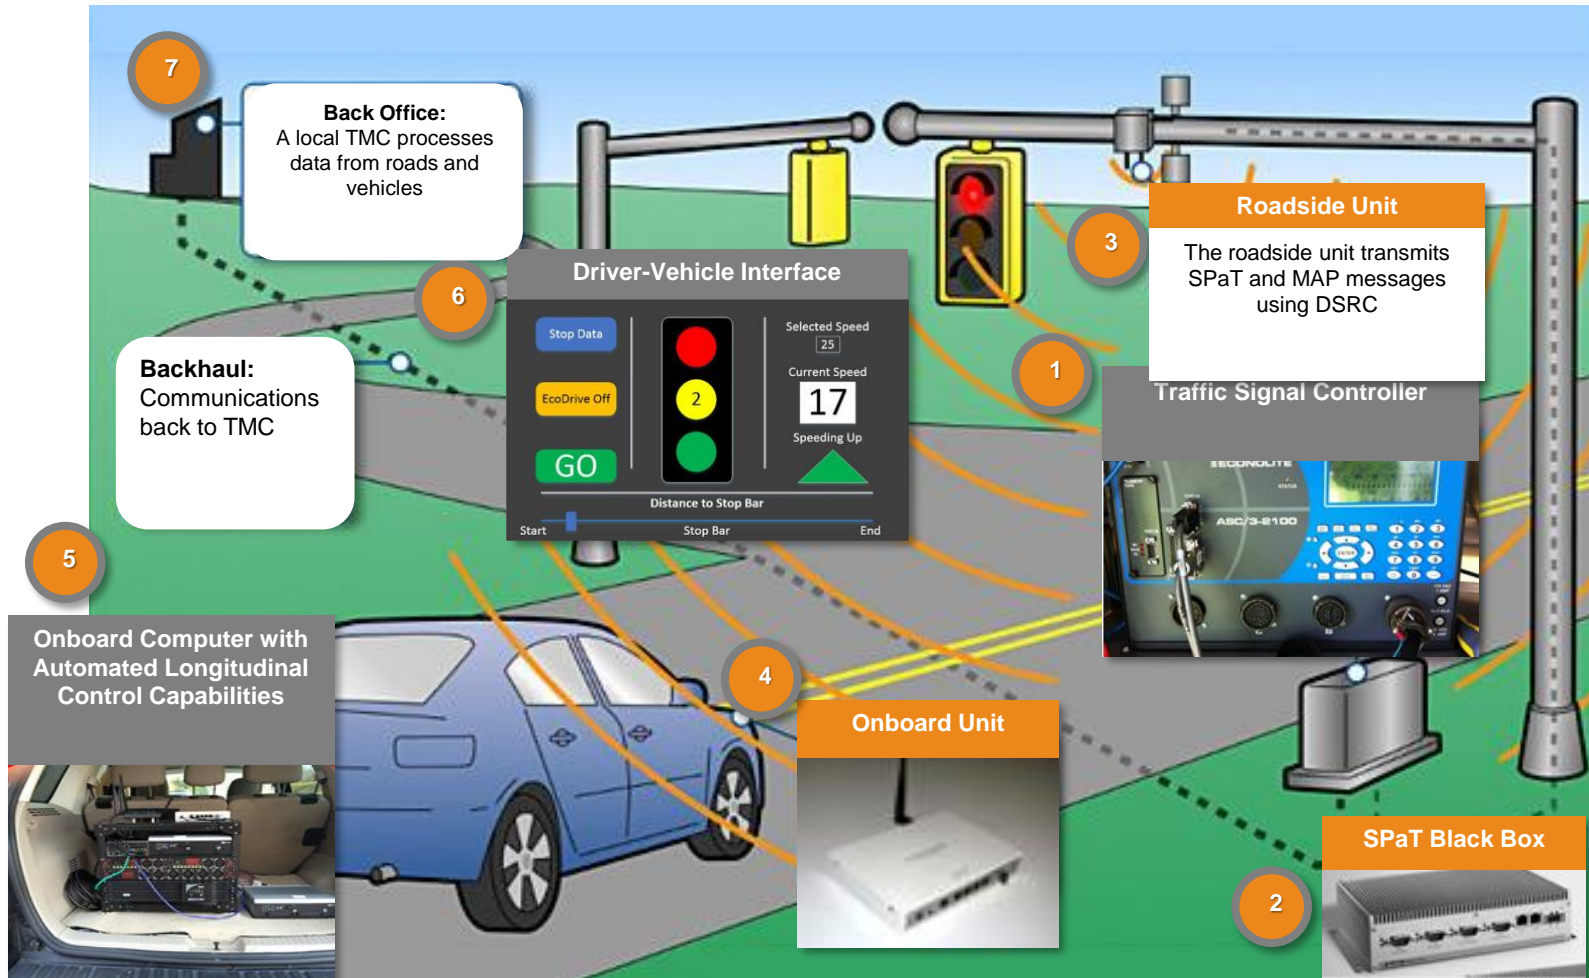 7
Back Office:
A local TMC processes
data from roads and
vehicles
3
Roadside Unit
The roadside unit transmits
SPaT and MAP messages
using DSRC
6
Driver-Vehicle Interface
Stop Data
EcoDrive Off
GO
2
Selected Speed
25
Current Speed
17
Speeding Up
Distance to Stop Bar
Start
Stop Bar
End
Backhaul:
Communications
back to TMC
1
Traffic Signal Controller
ECONOLITE
STATUS
ASC/3-2100
ENTER
5
Onboard Computer with
Automated Longitudinal
Control Capabilities
4
Onboard Unit
2
SPaT Black Box